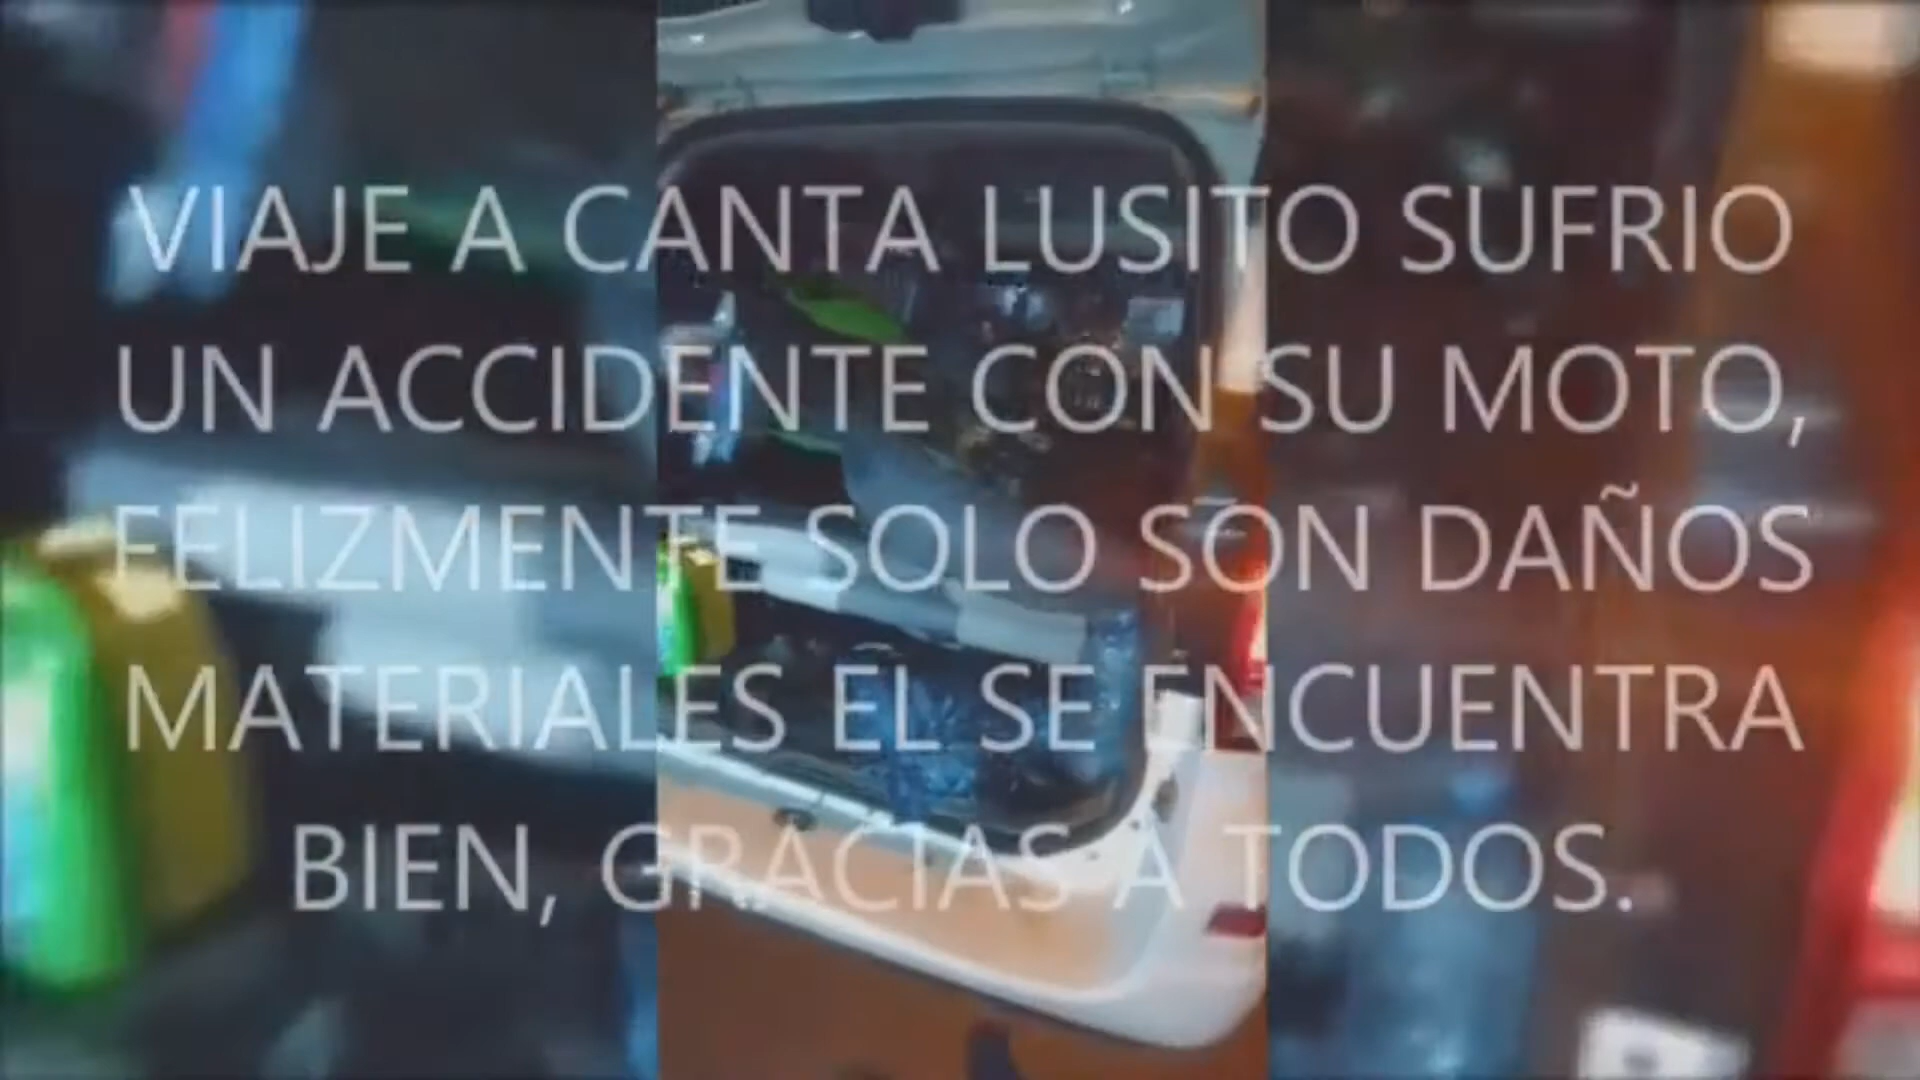 VIAJE A CANTA LUSITO SUFRIO
UN ACCIDENTE CON SU MOTO,
FELIZMENTE SOLO SON DAÑOS
MATERIALES EL SE ENCUENTRA
BIEN, GRACIAS A TODOS.